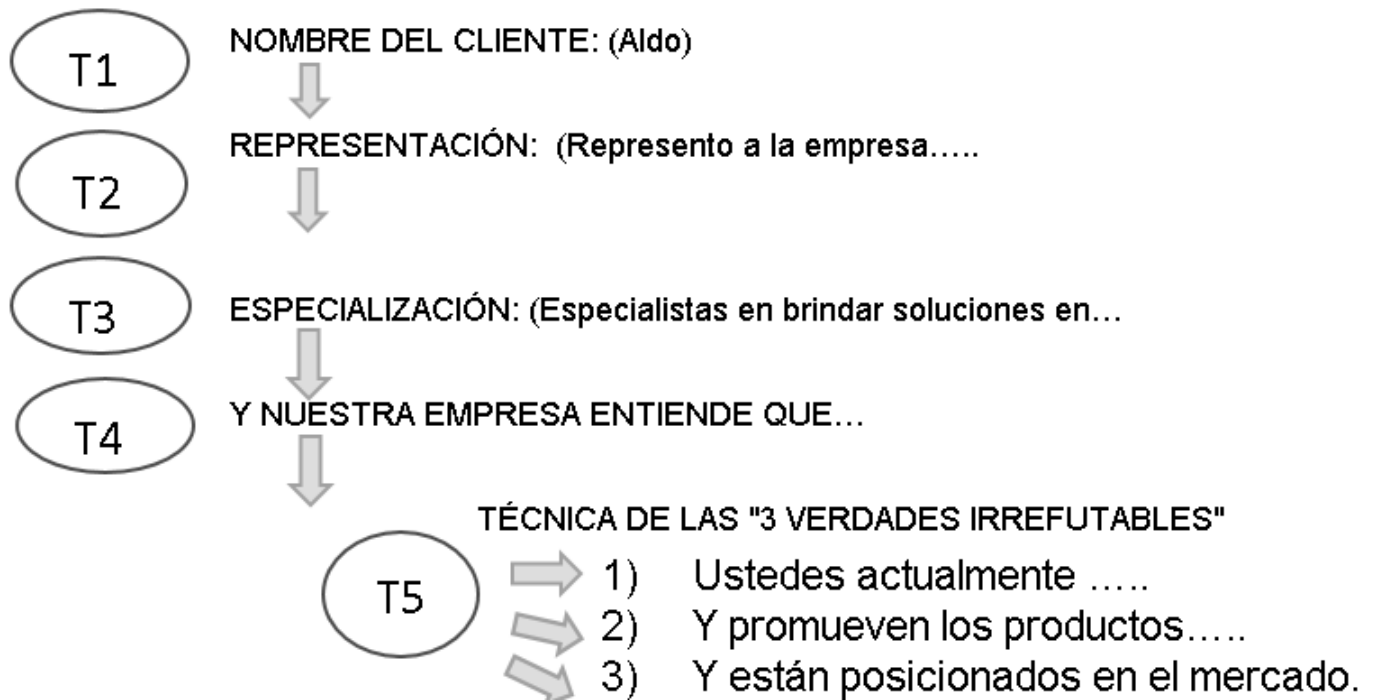 T1
NOMBRE DEL CLIENTE: (Aldo)
T2
REPRESENTACIÓN: (Represento a la empresa…..
T3
ESPECIALIZACIÓN: (Especialistas en brindar soluciones en…
T4
Y NUESTRA EMPRESA ENTIENDE QUE…
TÉCNICA DE LAS "3 VERDADES IRREFUTABLES"
T5
1) Ustedes actualmente …..
2) Y promueven los productos…..
3) Y están posicionados en el mercado.